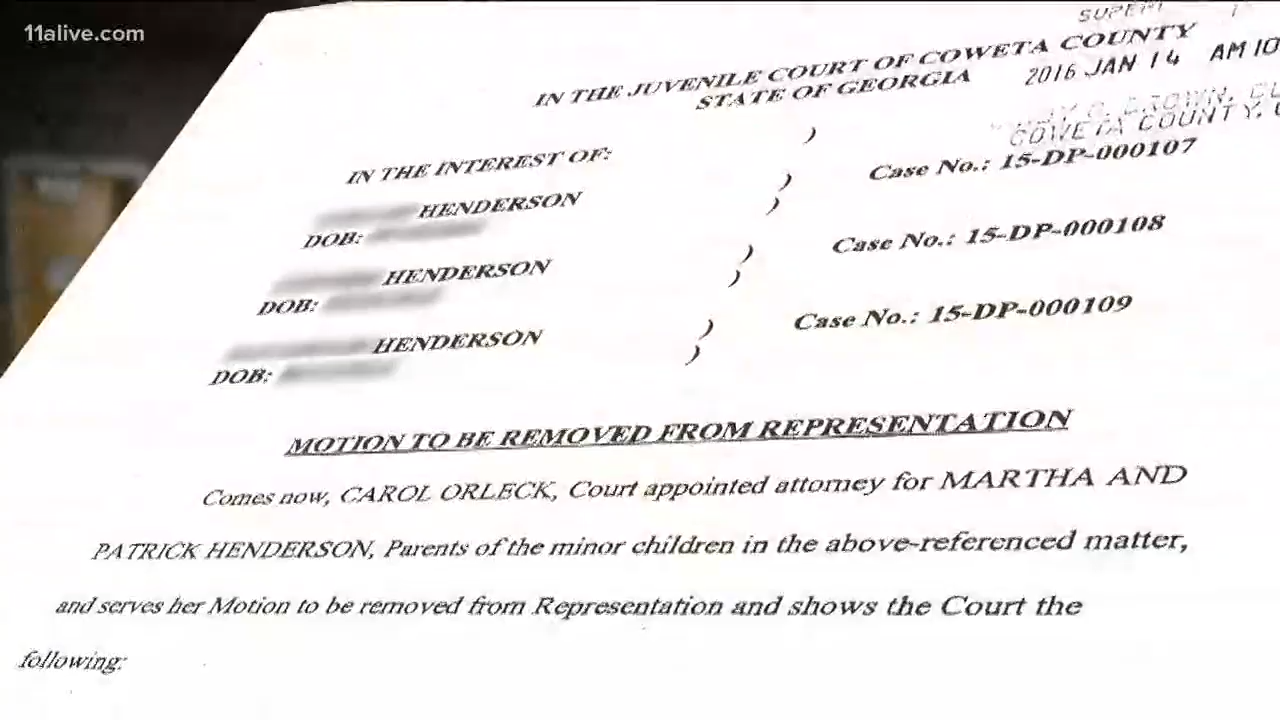 11alive.com
IN THE JUVENILE COURT OF COWETA COUNTY
STATE OF GEORGIA
2016 JAN 14 AM 10
BROWN,
COWETA COUNTY,
IN THE INTEREST OF: )
Case No.: 15-DP-000107
HENDERSON )
DOB: )
Case No.: 15-DP-000108
HENDERSON )
DOB: )
Case No.: 15-DP-000109
HENDERSON )
DOB: )
MOTION TO BE REMOVED FROM REPRESENTATION
Comes now, CAROL ORLECK, Court appointed attorney for MARTHA AND
PATRICK HENDERSON, Parents of the minor children in the above-referenced matter,
and serves her Motion to be removed from Representation and shows the Court the
following: